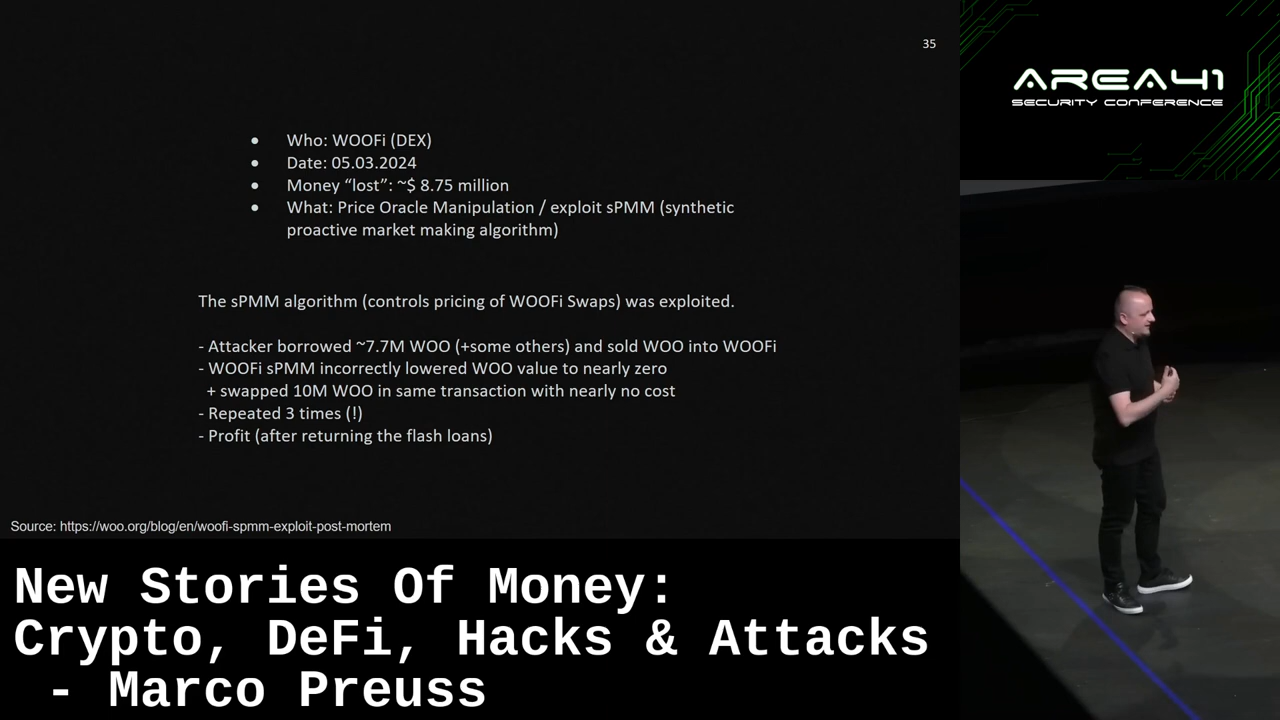 35
• Who: WOOFi (DEX)
• Date: 05.03.2024
• Money “lost”: ~$ 8.75 million
• What: Price Oracle Manipulation / exploit sPMM (synthetic
proactive market making algorithm)
The sPMM algorithm (controls pricing of WOOFi Swaps) was exploited.
- Attacker borrowed ~7.7M WOO (+some others) and sold WOO into WOOFi
- WOOFi sPMM incorrectly lowered WOO value to nearly zero
+ swapped 10M WOO in same transaction with nearly no cost
- Repeated 3 times (!)
- Profit (after returning the flash loans)
Source: https://woo.org/blog/en/woofi-spmm-exploit-post-mortem
AREA41
SECURITY CONFERENCE
New Stories Of Money:
Crypto, DeFi, Hacks & Attacks
- Marco Preuss